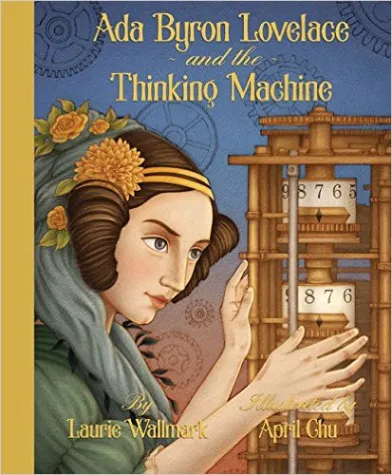 Ada Byron Lovelace
and the
Thinking Machine
98765
9876
By
Laurie Wallmark
Illustrated by
April Chu